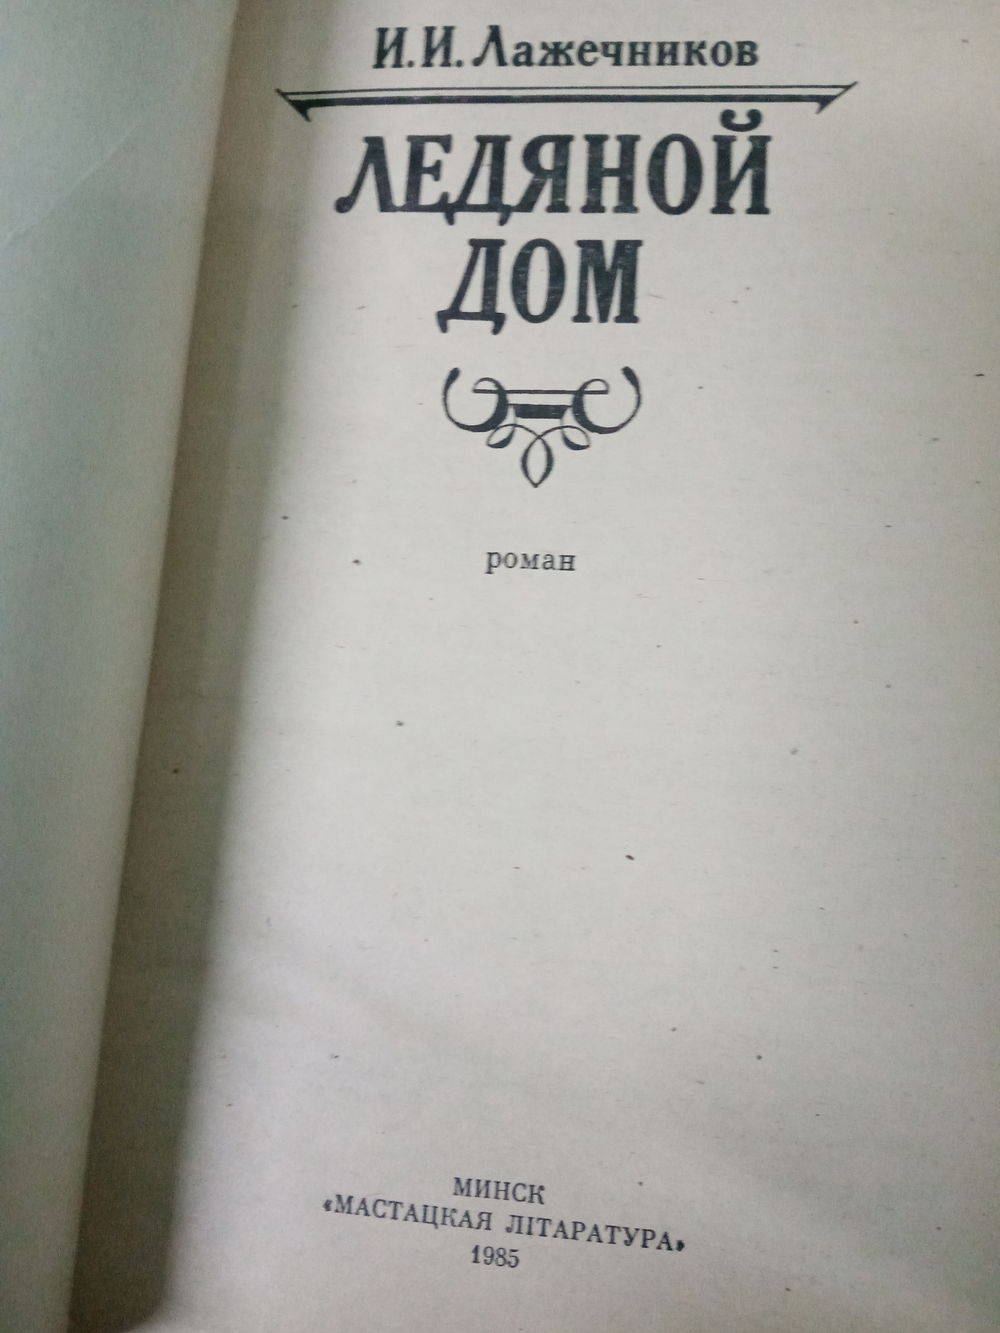 И.И. Лажечников
ЛЕДЯНОЙ
ДОМ
роман
МИНСК
«МАСТАЦКАЯ ЛІТАРАТУРА»
1985